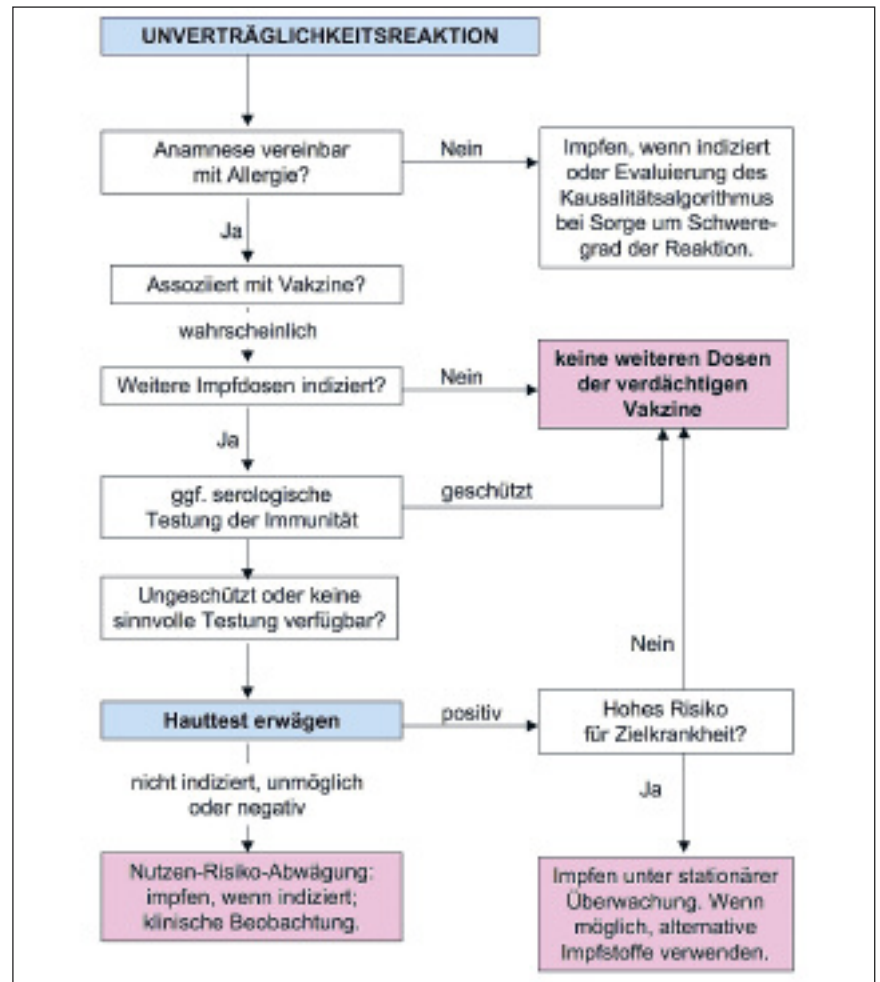 UNVERTRÄGLICHKEITSREAKTION
Anamnese vereinbar
mit Allergie?
Nein
Impfen, wenn indiziert
oder Evaluierung des
Kausalitätsalgorithmus
bei Sorge um Schwere-
grad der Reaktion.
Ja
Assoziiert mit Vakzine?
wahrscheinlich
Weitere Impfdosen indiziert?
Nein
keine weiteren Dosen
der verdächtigen
Vakzine
Ja
ggf. serologische
Testung der Immunität
geschützt
Ungeschützt oder keine
sinnvolle Testung verfügbar?
Nein
Hauttest erwägen
positiv
Hohes Risiko
für Zielkrankheit?
nicht indiziert, unmöglich
oder negativ
Ja
Nutzen-Risiko-Abwägung:
impfen, wenn indiziert;
klinische Beobachtung.
Impfen unter stationärer
Überwachung. Wenn
möglich, alternative
Impfstoffe verwenden.